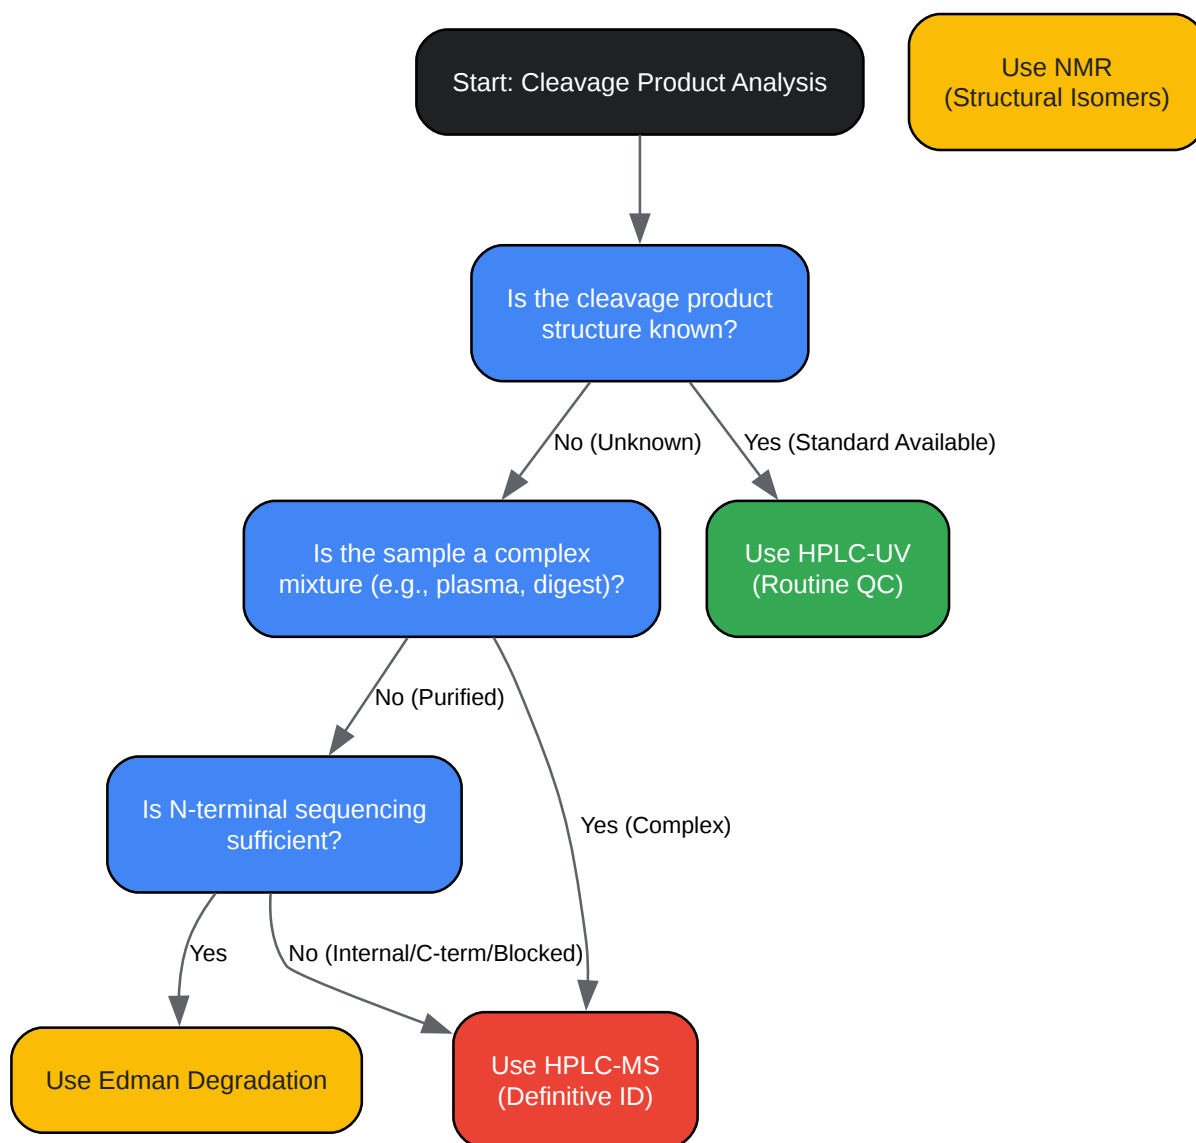 Start: Cleavage Product Analysis
Use NMR
(Structural Isomers)
Is the cleavage product
structure known?
No (Unknown)
Yes (Standard Available)
Is the sample a complex
mixture (e.g., plasma, digest)?
Use HPLC-UV
(Routine QC)
No (Purified)
Is N-terminal sequencing
sufficient?
Yes (Complex)
Yes
No (Internal/C-term/Blocked)
Use Edman Degradation
Use HPLC-MS
(Definitive ID)